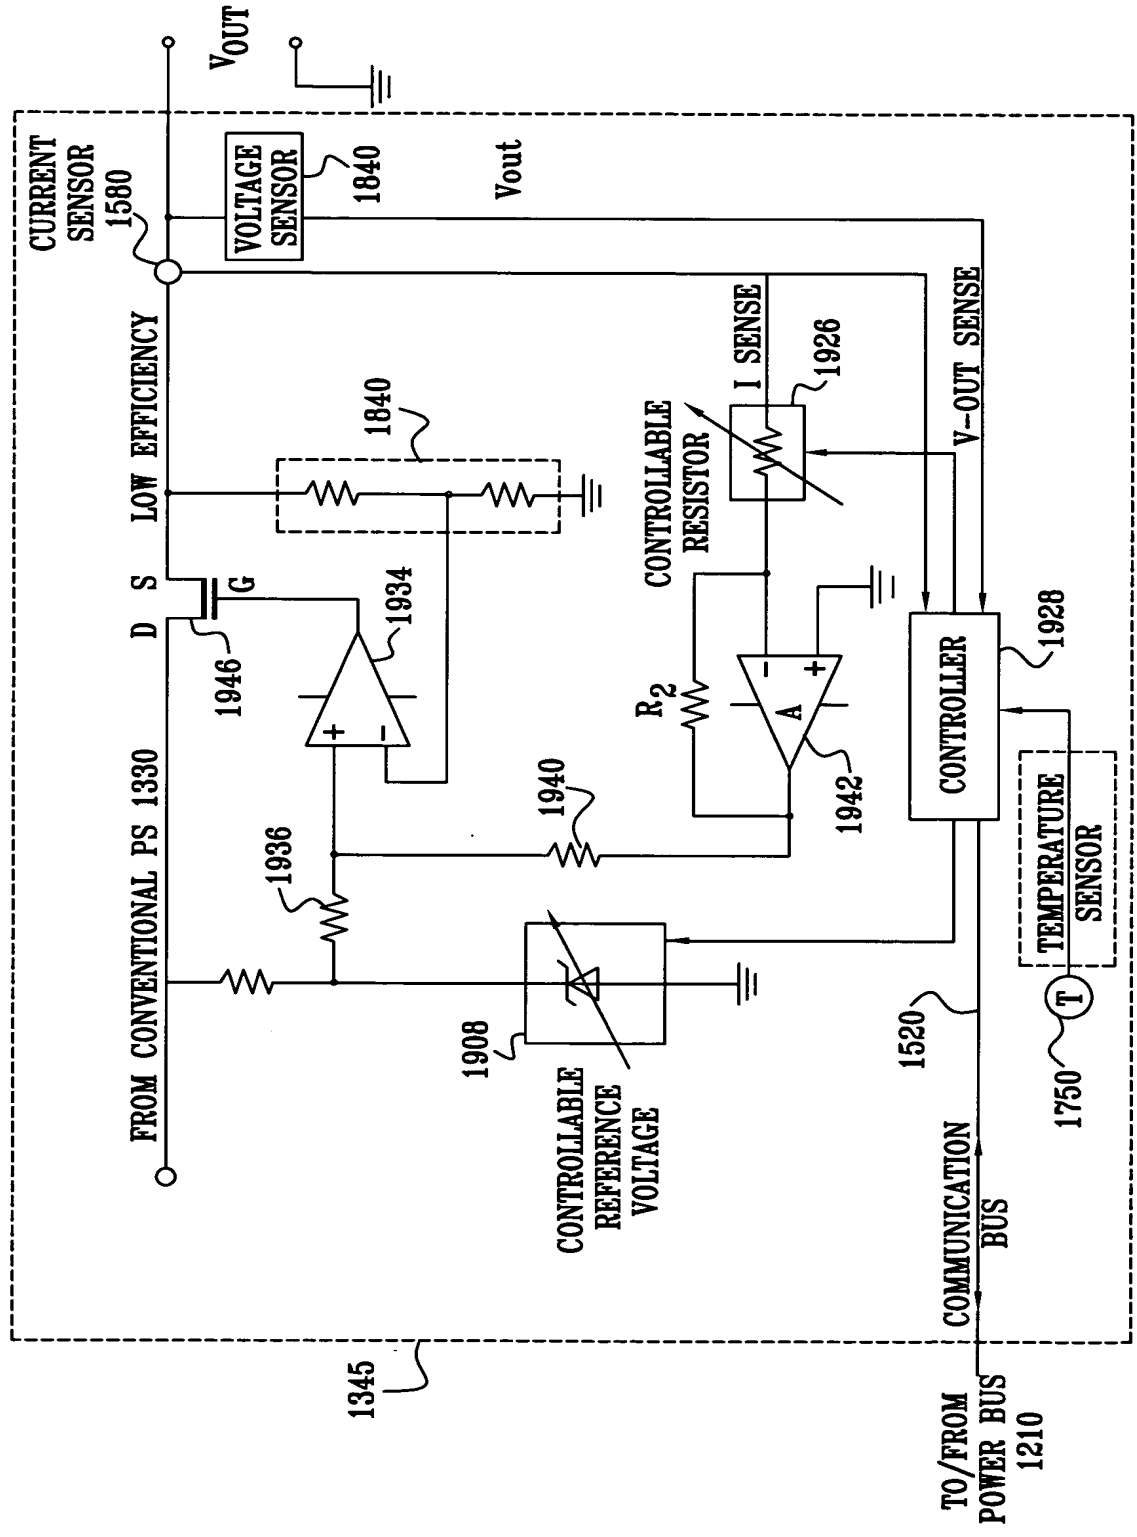 FROM CONVENTIONAL PS 1330
D
S
LOW EFFICIENCY
CURRENT
SENSOR
1580
VOUT
G
1946
VOLTAGE
SENSOR
1840
1840
Vout
1934
+
-
1936
1940
1908
CONTROLLABLE
REFERENCE
VOLTAGE
R2
CONTROLLABLE
RESISTOR
I SENSE
1926
-
+
A
1942
V-OUT SENSE
CONTROLLER
1928
1520
TEMPERATURE
SENSOR
T
1750
COMMUNICATION
BUS
1345
TO/FROM
POWER BUS
1210